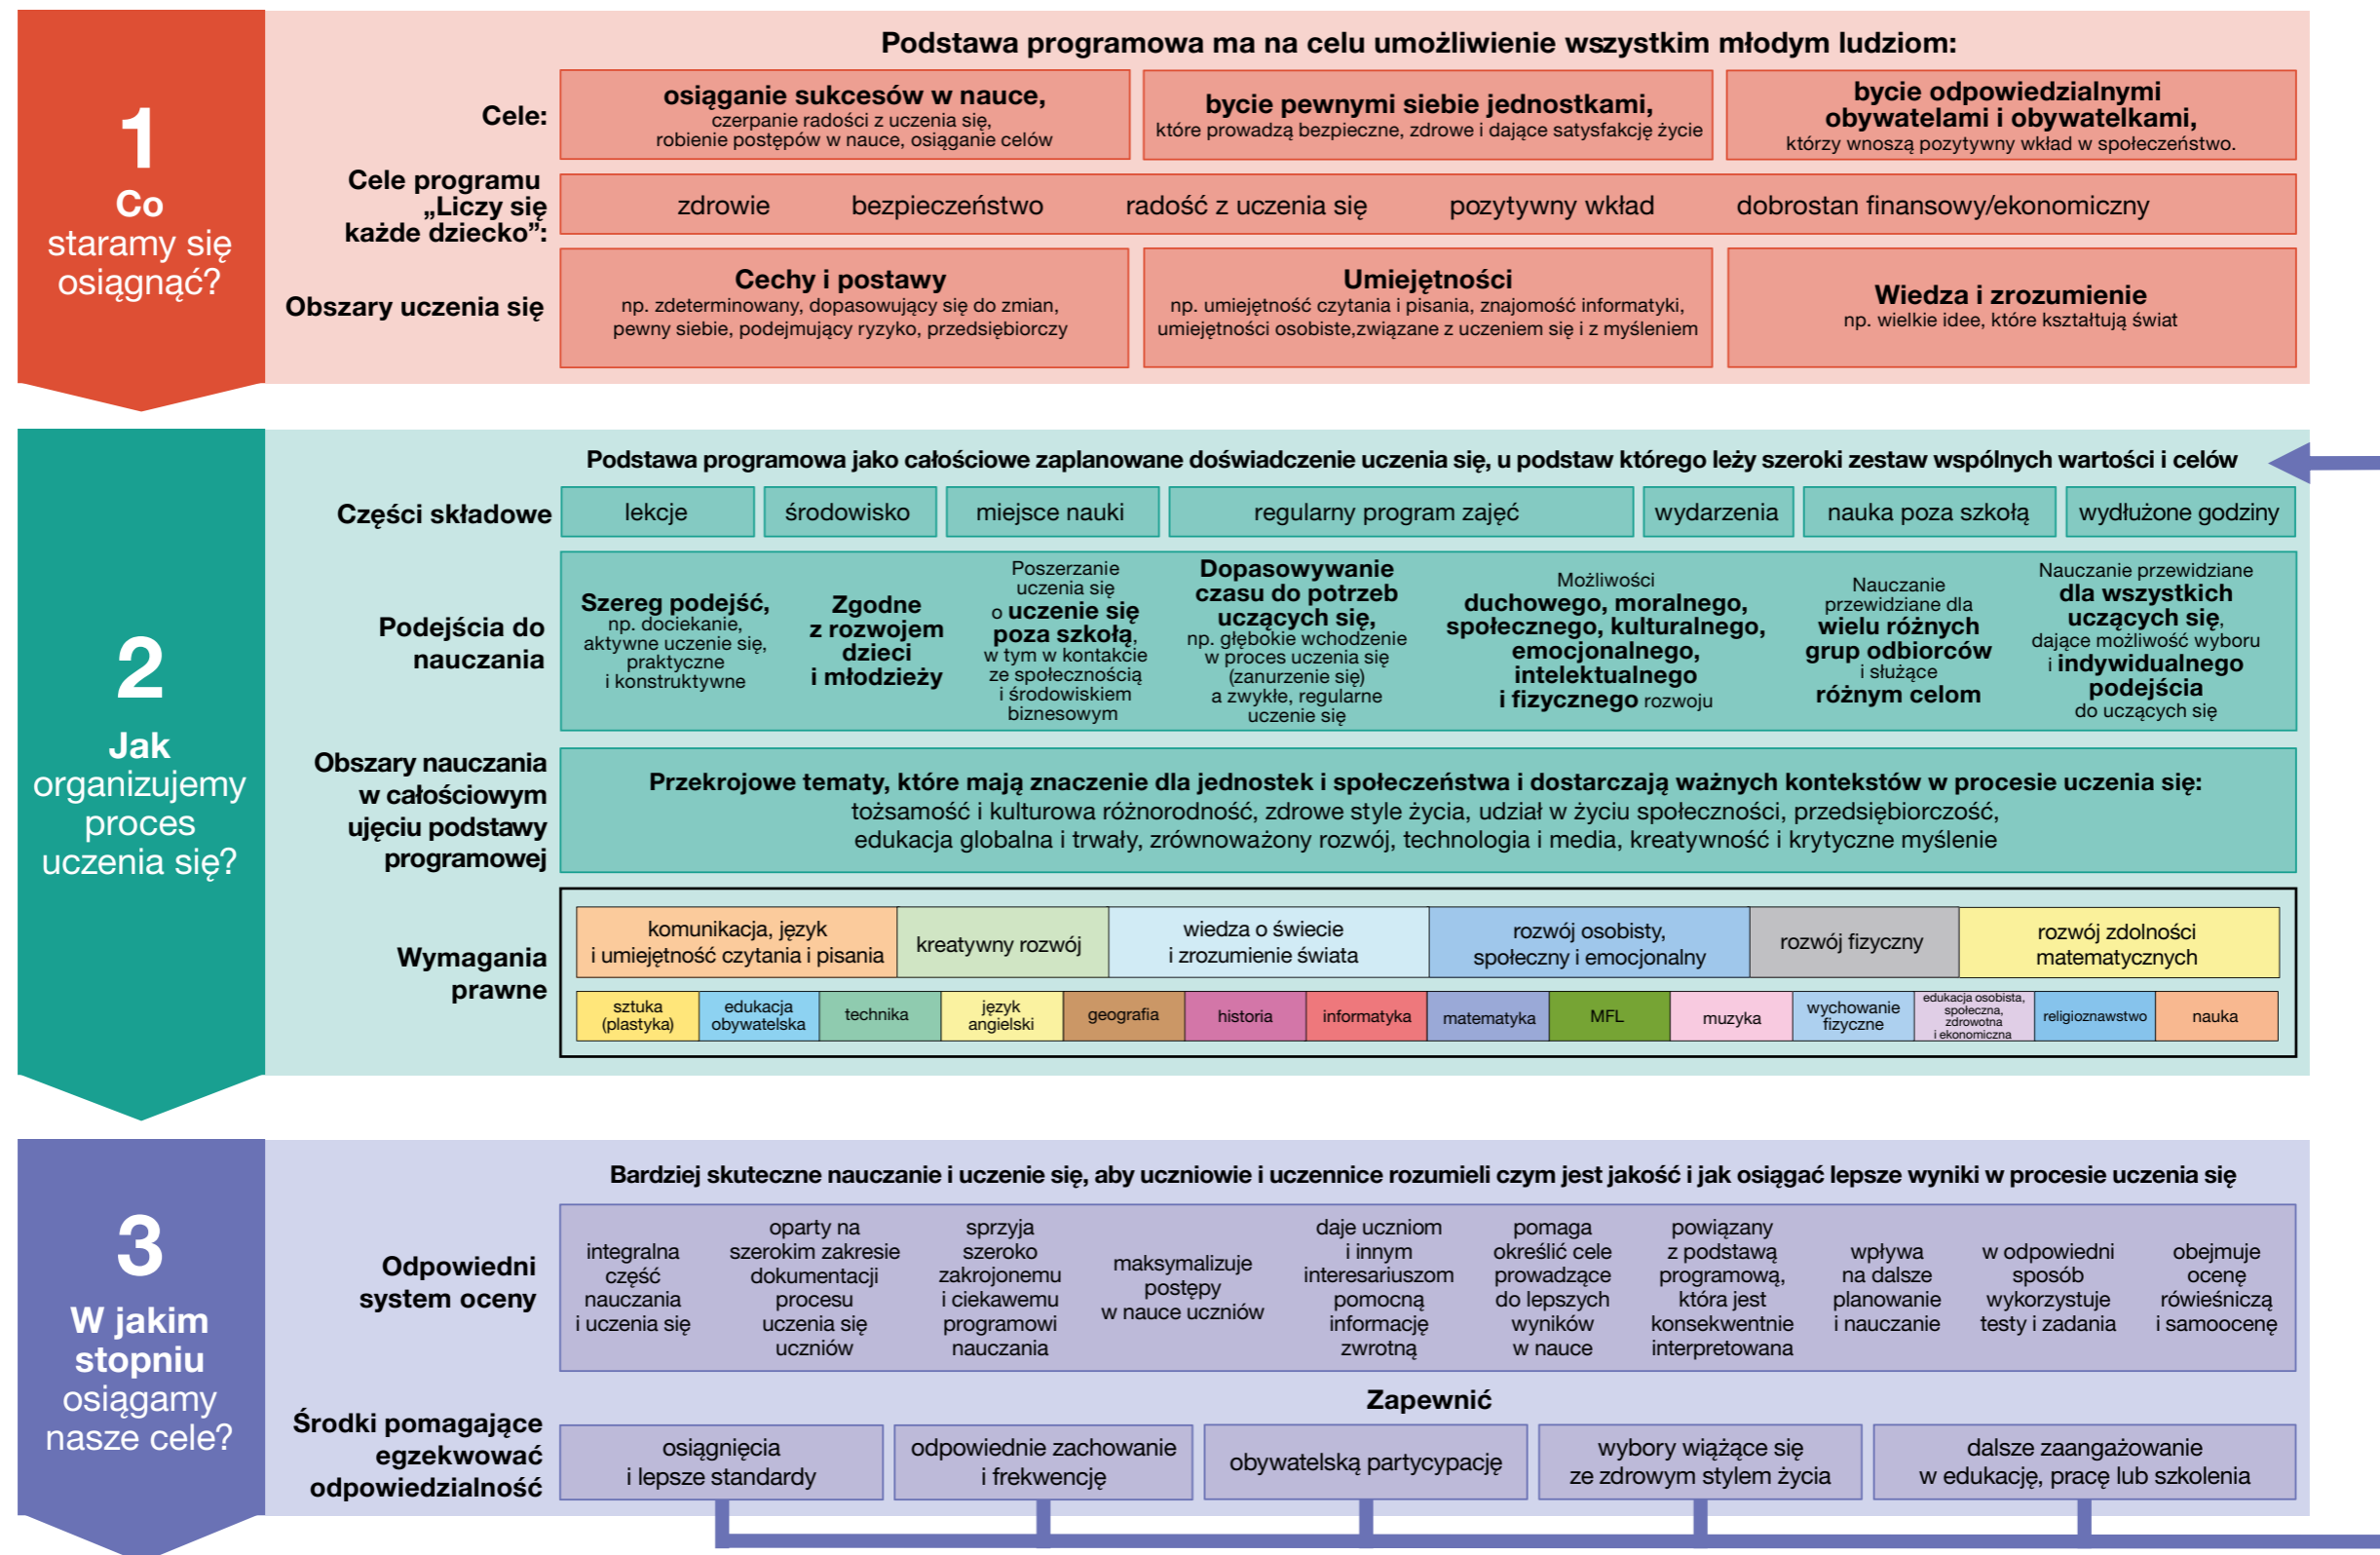 1
Co
staramy się
osiągnąć?
Podstawa programowa ma na celu umożliwienie wszystkim młodym ludziom:
Cele:
osiąganie sukcesów w nauce,
czerpanie radości z uczenia się,
robienie postępów w nauce, osiąganie celów
bycie pewnymi siebie jednostkami,
które prowadzą bezpieczne, zdrowe i dające satysfakcję życie
bycie odpowiedzialnymi
obywatelami i obywatelkami,
którzy wnoszą pozytywny wkład w społeczeństwo.
Cele programu
„Liczy się
każde dziecko”:
zdrowie
bezpieczeństwo
radość z uczenia się
pozytywny wkład
dobrostan finansowy/ekonomiczny
Obszary uczenia się
Cechy i postawy
np. zdeterminowany, dopasowujący się do zmian,
pewny siebie, podejmujący ryzyko, przedsiębiorczy
Umiejętności
np. umiejętność czytania i pisania, znajomość informatyki,
umiejętności osobiste,związane z uczeniem się i z myśleniem
Wiedza i zrozumienie
np. wielkie idee, które kształtują świat
2
Jak
organizujemy
proces
uczenia się?
Podstawa programowa jako całościowe zaplanowane doświadczenie uczenia się, u podstaw którego leży szeroki zestaw wspólnych wartości i celów
Części składowe
lekcje
środowisko
miejsce nauki
regularny program zajęć
wydarzenia
nauka poza szkołą
wydłużone godziny
Podejścia do
nauczania
Szereg podejść,
np. dociekanie,
aktywne uczenie się,
praktyczne
i konstruktywne
Zgodne
z rozwojem
dzieci
i młodzieży
Poszerzanie
uczenia się
o uczenie się
poza szkołą,
w tym w kontakcie
ze społecznością
i środowiskiem
biznesowym
Dopasowywanie
czasu do potrzeb
uczących się,
np. głębokie wchodzenie
w proces uczenia się
(zanurzenie się)
a zwykłe, regularne
uczenie się
Możliwości
duchowego, moralnego,
społecznego, kulturalnego,
emocjonalnego,
intelektualnego
i fizycznego rozwoju
Nauczanie
przewidziane dla
wielu różnych
grup odbiorców
i służące
różnym celom
Nauczanie przewidziane
dla wszystkich
uczących się,
dające możliwość wyboru
i indywidualnego
podejścia
do uczących się
Obszary nauczania
w całościowym
ujęciu podstawy
programowej
Przekrojowe tematy, które mają znaczenie dla jednostek i społeczeństwa i dostarczają ważnych kontekstów w procesie uczenia się:
tożsamość i kulturowa różnorodność, zdrowe style życia, udział w życiu społeczności, przedsiębiorczość,
edukacja globalna i trwały, zrównoważony rozwój, technologia i media, kreatywność i krytyczne myślenie
Wymagania
prawne
komunikacja, język
i umiejętność czytania i pisania
kreatywny rozwój
wiedza o świecie
i zrozumienie świata
rozwój osobisty,
społeczny i emocjonalny
rozwój fizyczny
rozwój zdolności
matematycznych
sztuka
(plastyka)
edukacja
obywatelska
technika
język
angielski
geografia
historia
informatyka
matematyka
MFL
muzyka
wychowanie
fizyczne
edukacja osobista,
społeczna,
zdrowotna
i ekonomiczna
religioznawstwo
nauka
3
W jakim
stopniu
osiągamy
nasze cele?
Bardziej skuteczne nauczanie i uczenie się, aby uczniowie i uczennice rozumieli czym jest jakość i jak osiągać lepsze wyniki w procesie uczenia się
Odpowiedni
system oceny
integralna
część
nauczania
i uczenia się
oparty na
szerokim zakresie
dokumentacji
procesu
uczenia się
uczniów
sprzyja
szeroko
zakrojonemu
i ciekawemu
programowi
nauczania
maksymalizuje
postępy
w nauce uczniów
daje uczniom
i innym
interesariuszom
pomocną
informację
zwrotną
pomaga
określić cele
prowadzące
do lepszych
wyników
w nauce
powiązany
z podstawą
programową,
która jest
konsekwentnie
interpretowana
wpływa
na dalsze
planowanie
i nauczanie
w odpowiedni
sposób
wykorzystuje
testy i zadania
obejmuje
ocenę
rówieśniczą
i samoocenę
Środki pomagające
egzekwować
odpowiedzialność
Zapewnić
osiągnięcia
i lepsze standardy
odpowiednie zachowanie
i frekwencję
obywatelską partycypację
wybory wiążące się
ze zdrowym stylem życia
dalsze zaangażowanie
w edukację, pracę lub szkolenia